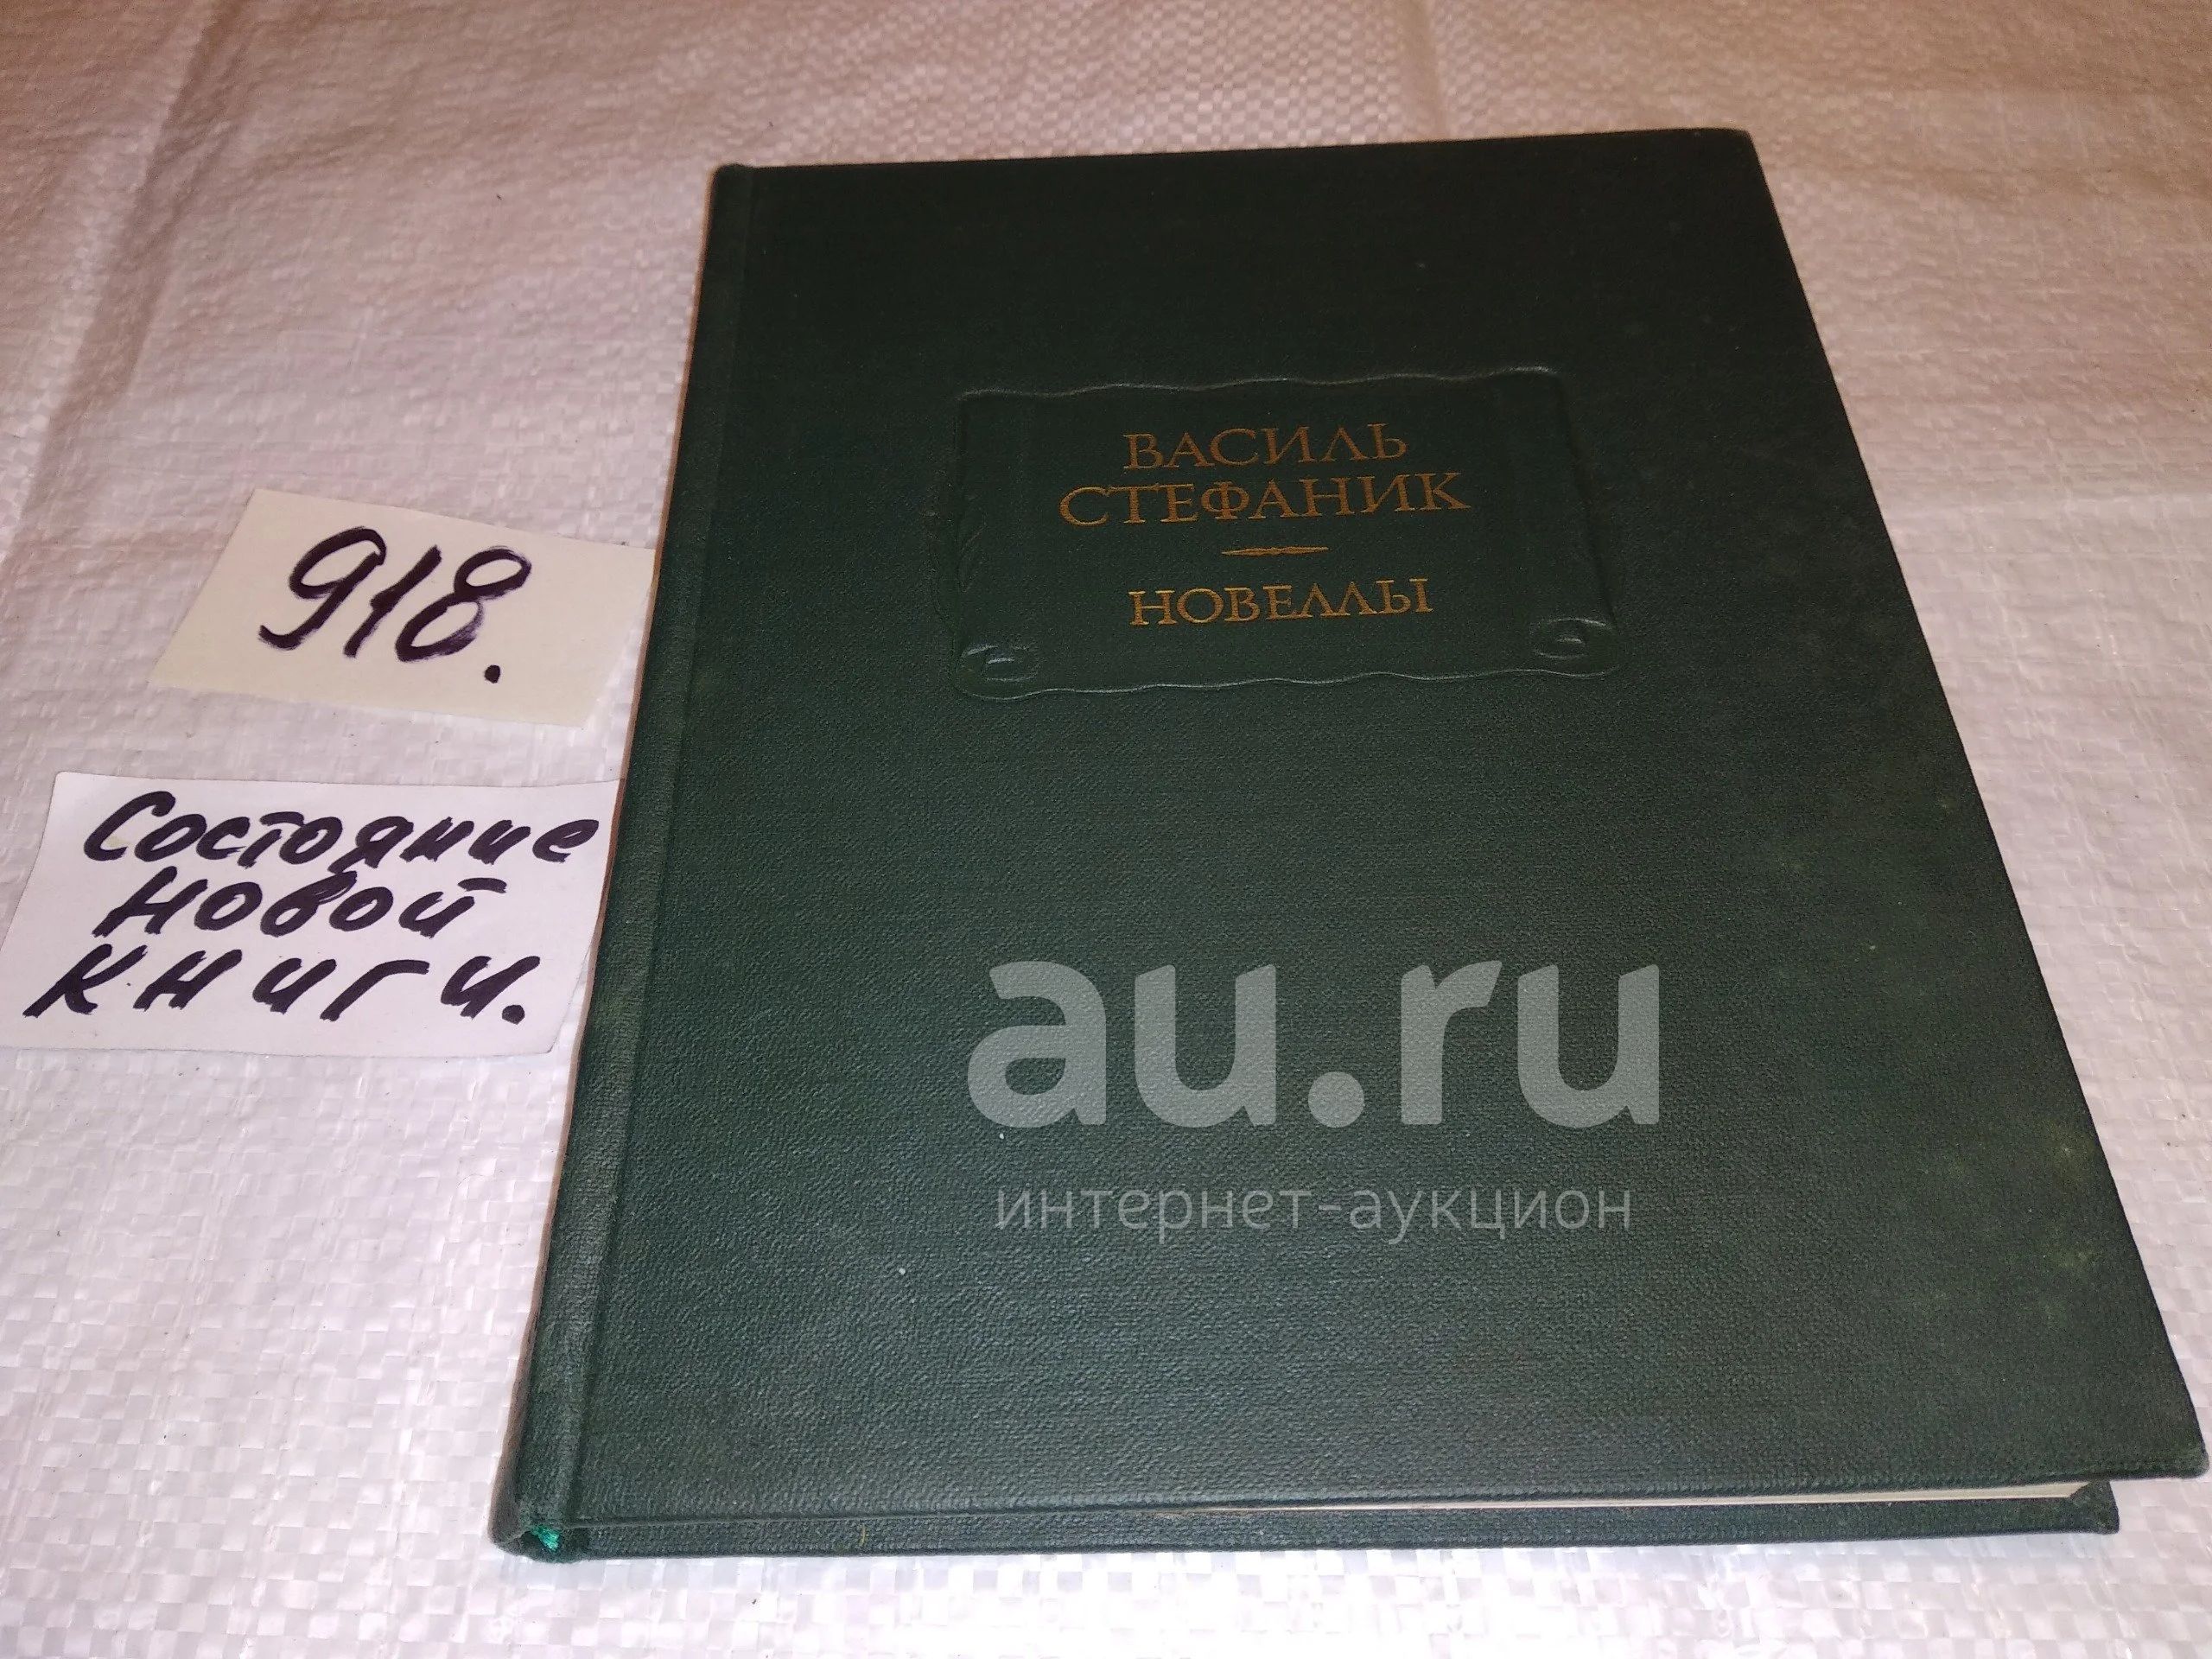 918.
Состояние
новой
книги.
ВАСИЛЬ
СТЕФАНИК
НОВЕЛЛЫ
au.ru
интернет-аукцион